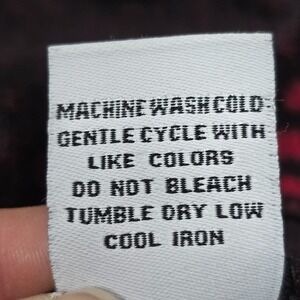 MACHINE WASH COLD:
GENTLE CYCLE WITH
LIKE COLORS
DO NOT BLEACH
TUMBLE DRY LOW
COOL IRON